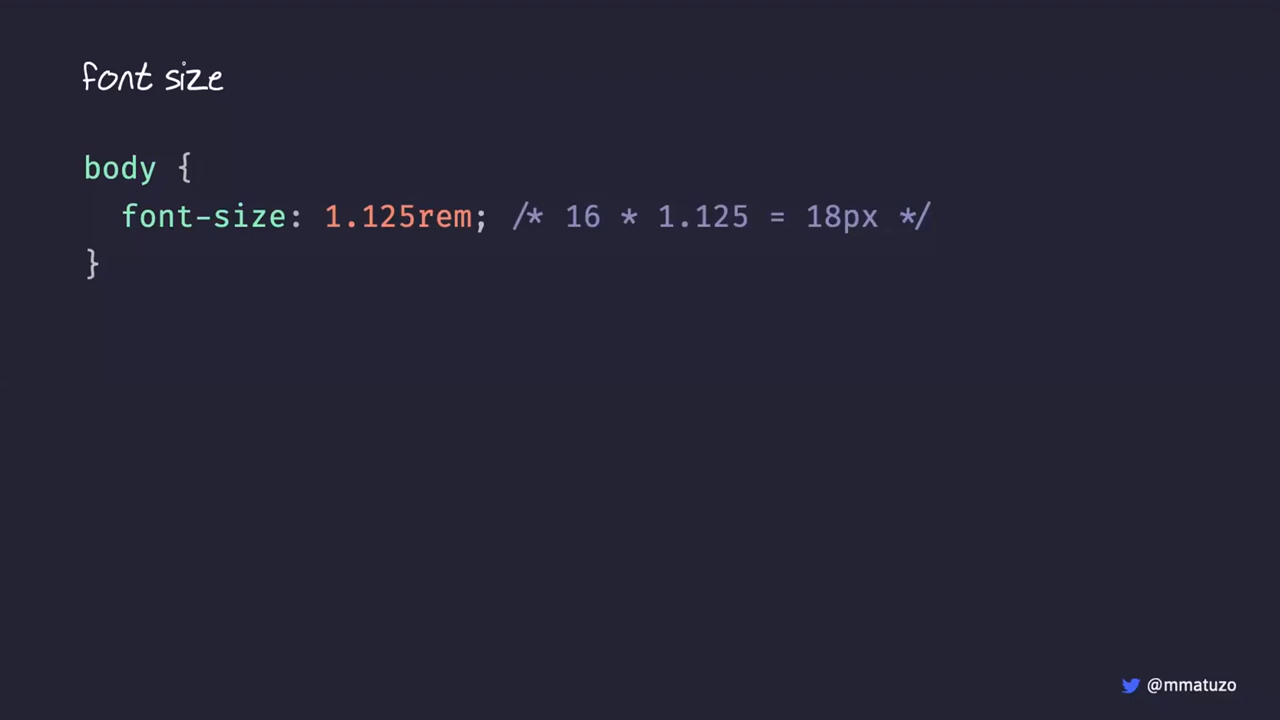 font size
body {
  font-size: 1.125rem; /* 16 * 1.125 = 18px */
}
@mmatuzo